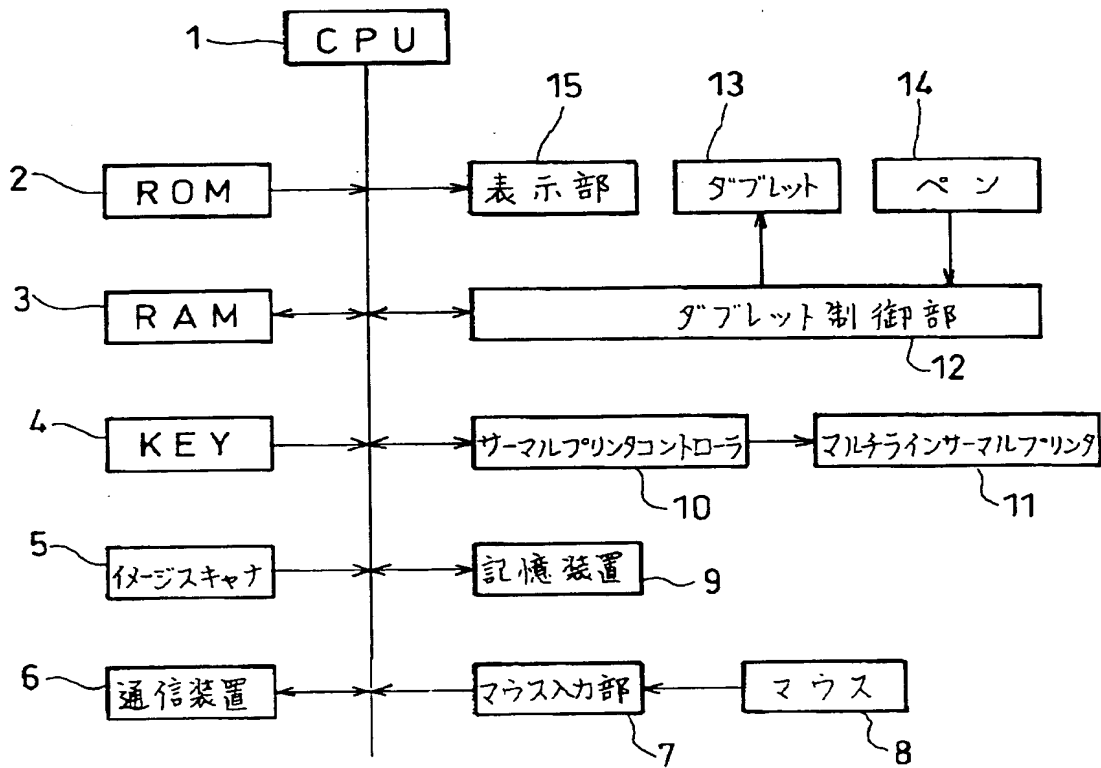 1 CPU
15 13 14
2 ROM 表示部 ダブレット ペン
3 RAM ダブレット制御部
12
4 KEY サーマルプリンタコントローラ マルチラインサーマルプリンタ
10 11
5 イメージスキャナ 記憶装置 9
6 通信装置 マウス入力部 マウス
7 8